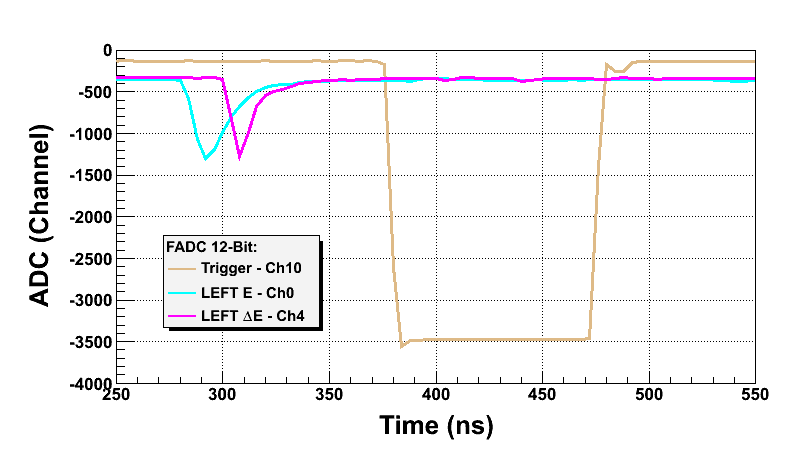 0
-500
-1000
-1500
-2000
-2500
-3000
-3500
-4000
ADC (Channel)
FADC 12-Bit:
Trigger - Ch10
LEFT E - Ch0
LEFT ΔE - Ch4
250 300 350 400 450 500 550
Time (ns)